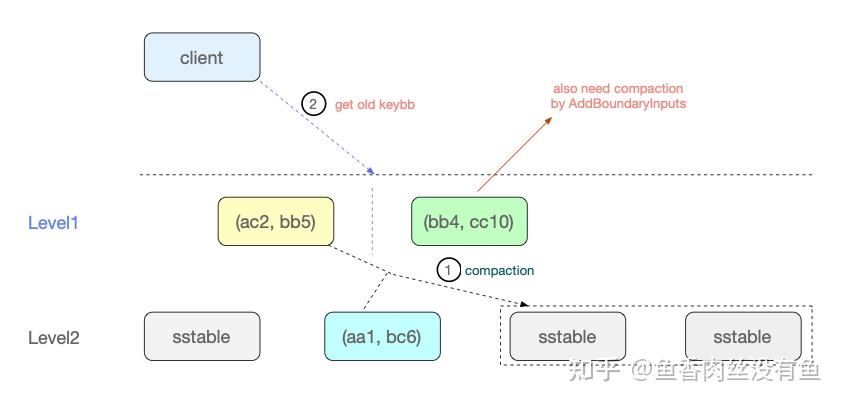 client
2
get old keybb
also need compaction
by AddBoundaryInputs
Level1
(ac2, bb5)
(bb4, cc10)
1
compaction
Level2
sstable
(aa1, bc6)
sstable
sstable
知乎 @鱼香肉丝没有鱼